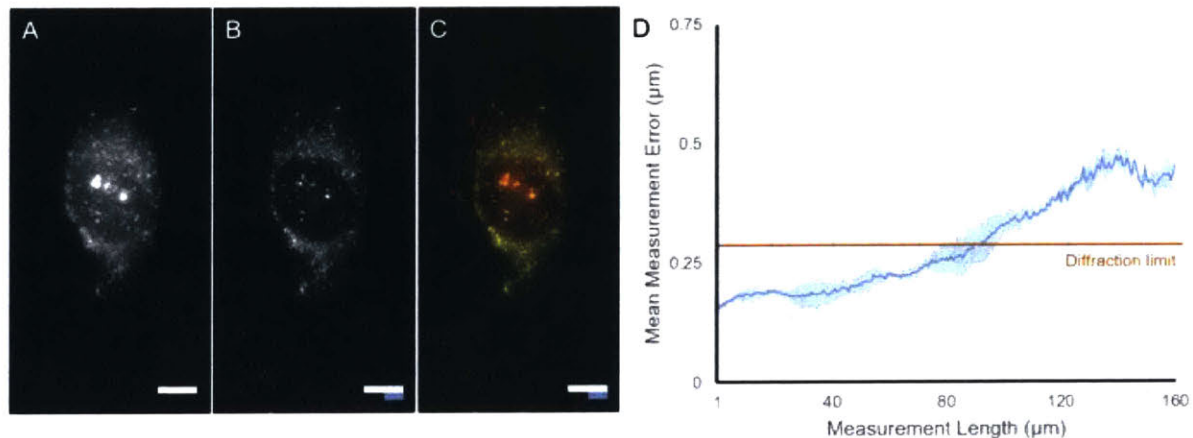 A
B
C
D
0.75
0.5
0.25
0
Mean Measurement Error (µm)
Diffraction limit
1
40
80
120
160
Measurement Length (µm)